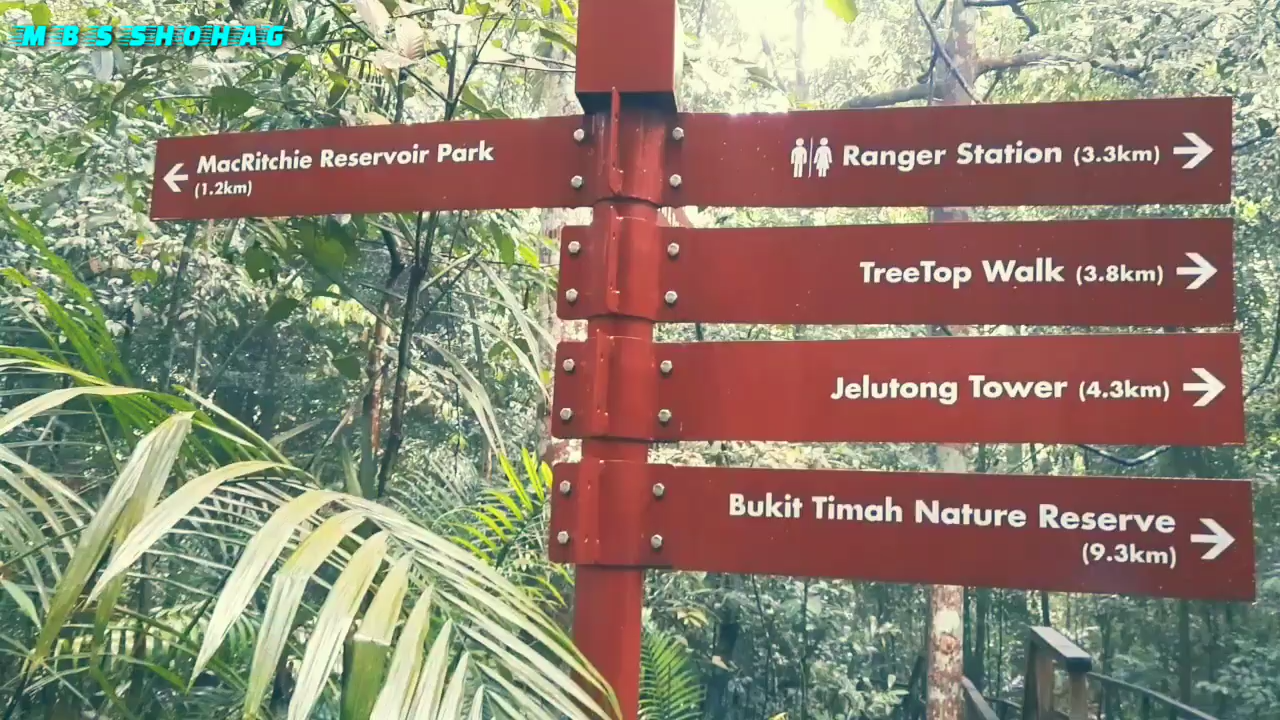 MBS SHOHAG
MacRitchie Reservoir Park
(1.2km)
Ranger Station (3.3km)
TreeTop Walk (3.8km)
Jelutong Tower (4.3km)
Bukit Timah Nature Reserve
(9.3km)